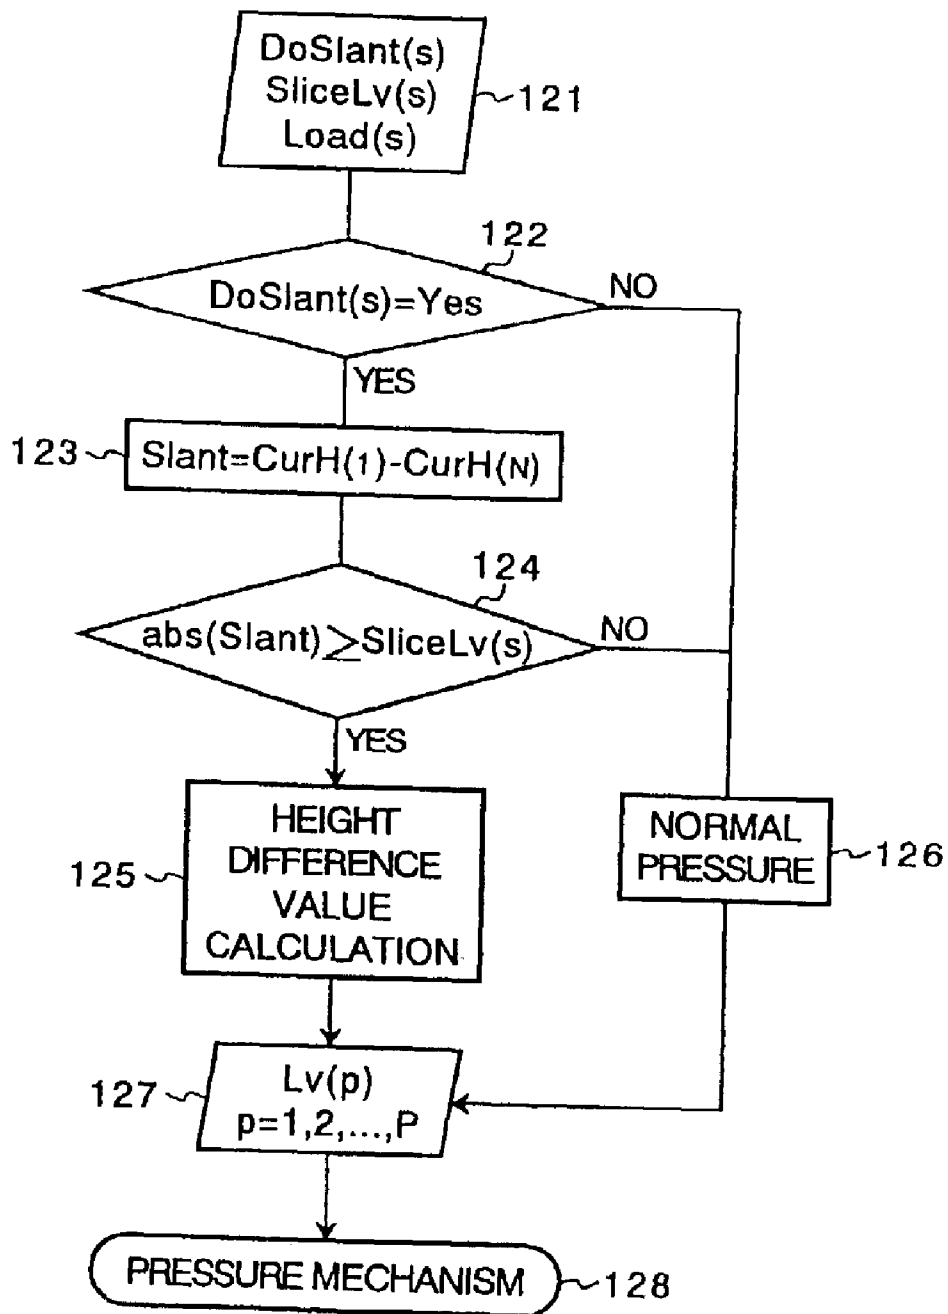 DoSlant(s)
SliceLv(s)
Load(s)
121
122
DoSlant(s)=Yes
NO
YES
123
Slant=CurH(1)-CurH(N)
124
abs(Slant)≥SliceLv(s)
NO
YES
HEIGHT
DIFFERENCE
VALUE
CALCULATION
125
NORMAL
PRESSURE
126
127
Lv(p)
p=1,2,...,P
PRESSURE MECHANISM
128